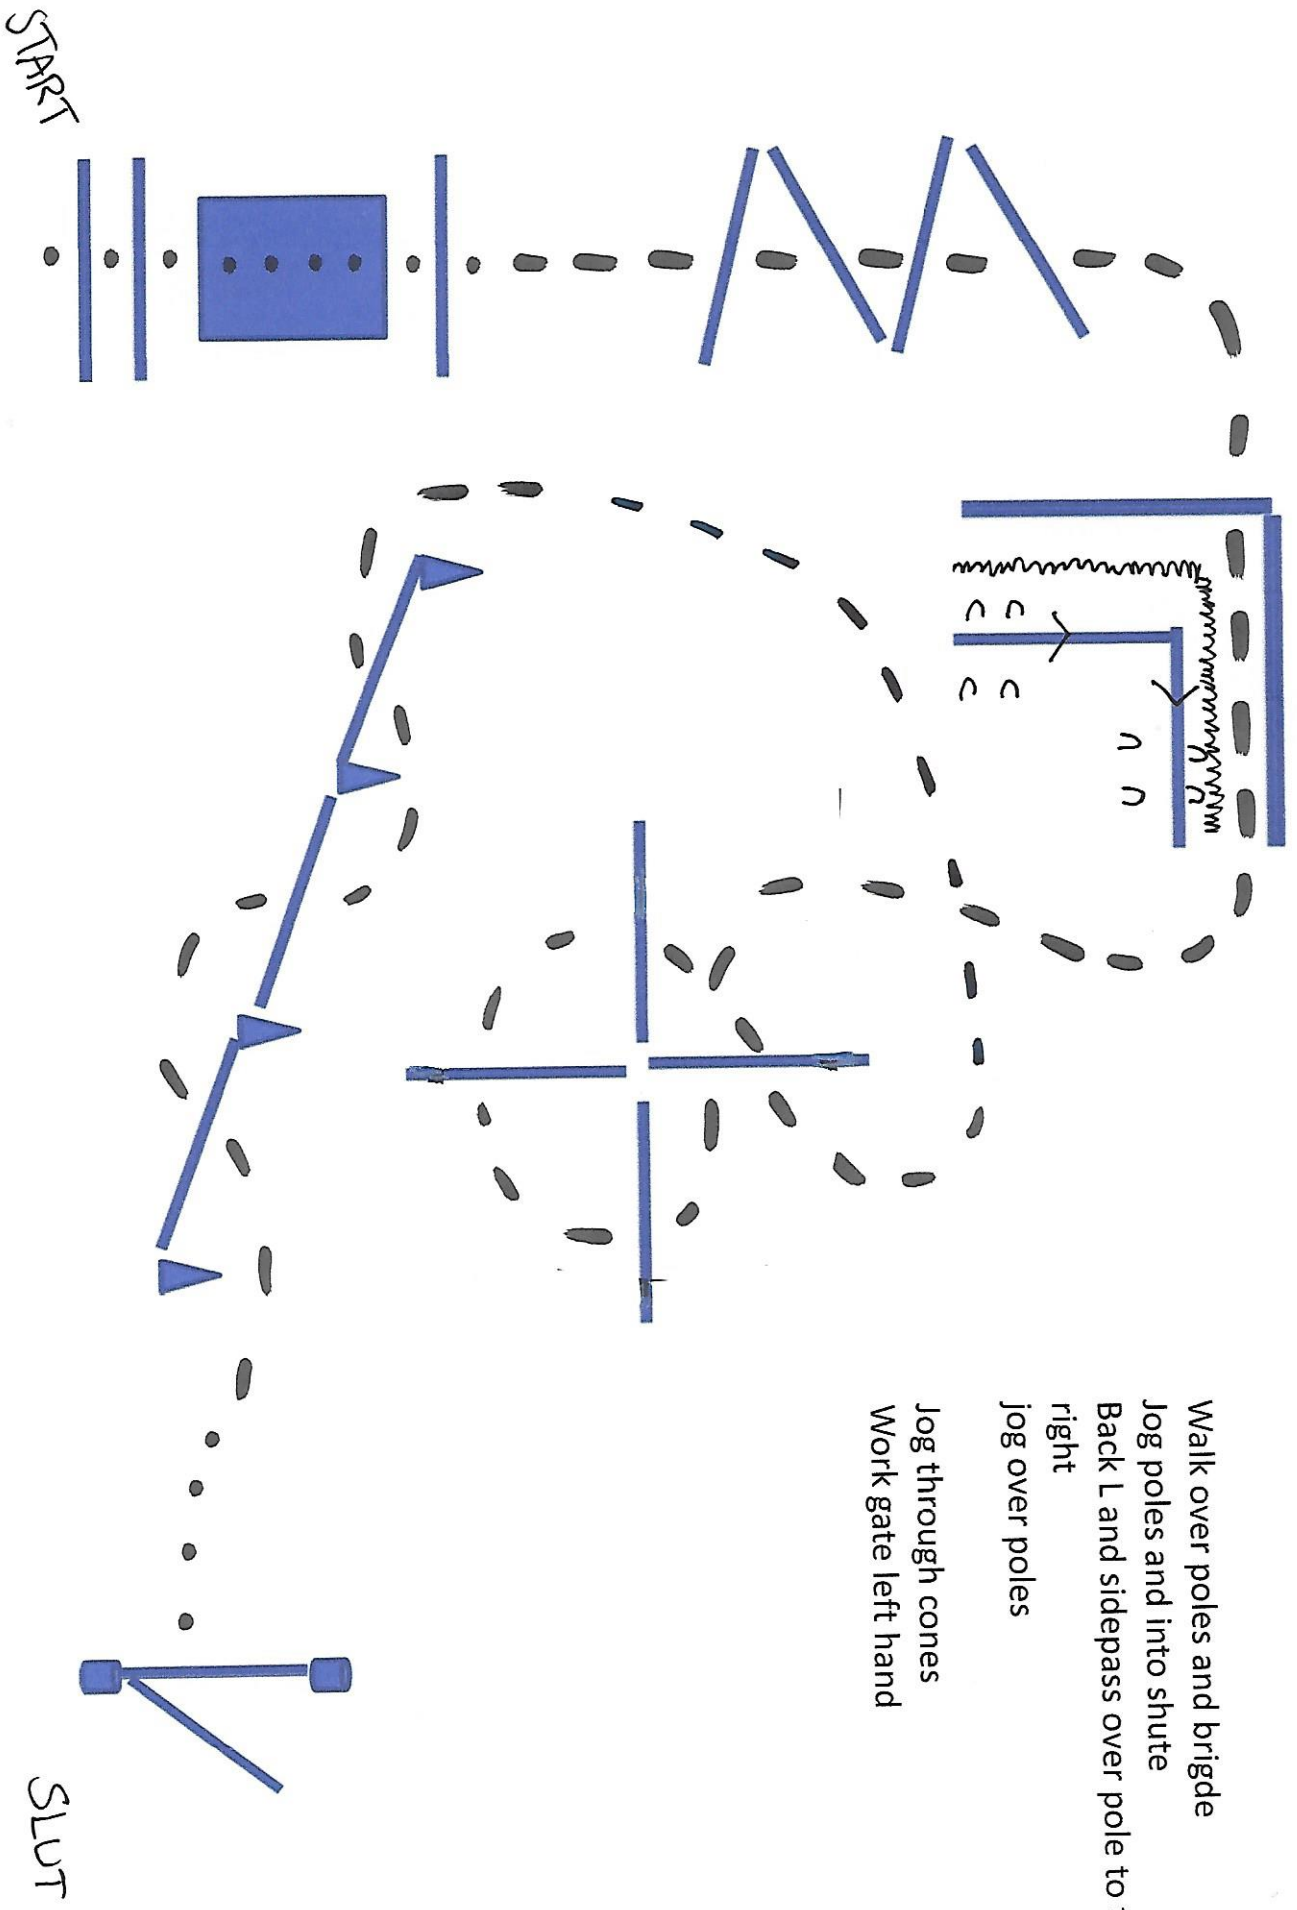 START
Walk over poles and brigde
Jog poles and into shute
Back L and sidepass over pole to
right
jog over poles
Jog through cones
Work gate left hand
SLUT